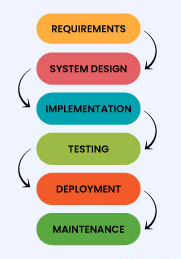 REQUIREMENTS
SYSTEM DESIGN
IMPLEMENTATION
TESTING
DEPLOYMENT
MAINTENANCE